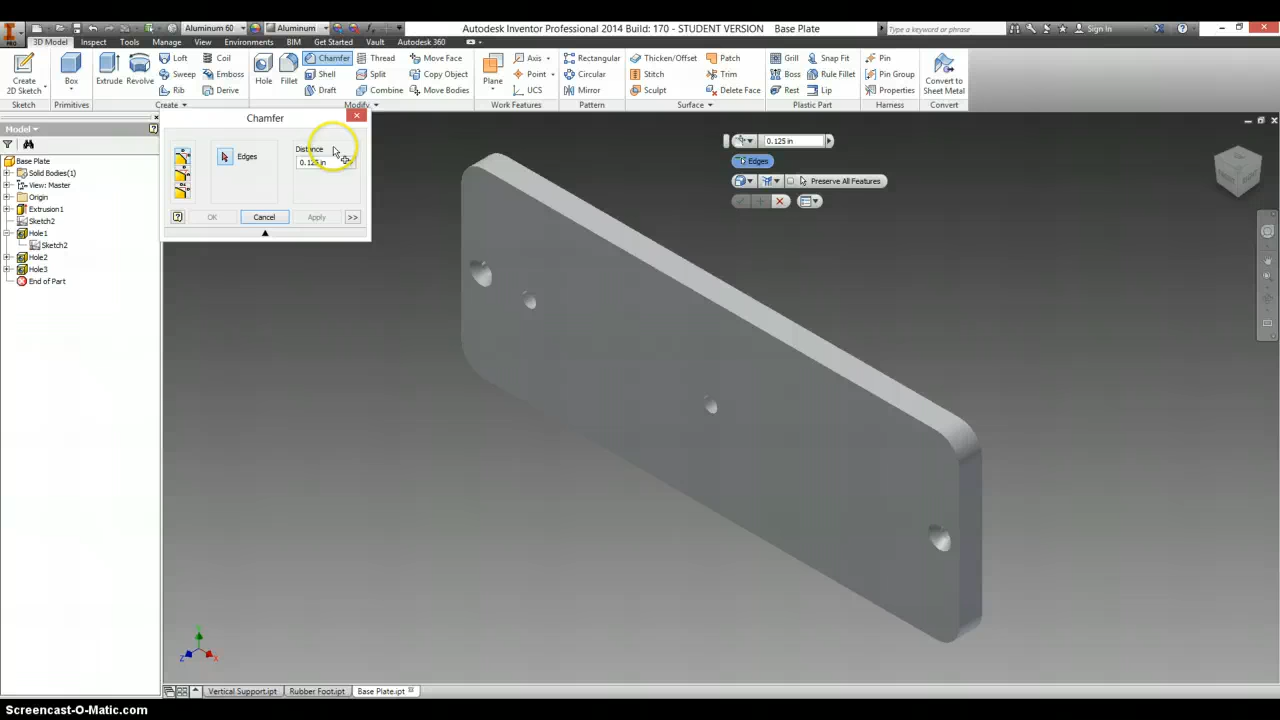 Aluminum 60
Aluminum
Autodesk Inventor Professional 2014 Build: 170 - STUDENT VERSION Base Plate
Type a keyword or phrase
Sign In
PRO
3D Model Inspect Tools Manage View Environments BIM Get Started Vault Autodesk 360
Create
2D Sketch
Box
Extrude
Revolve
Loft
Sweep
Rib
Coil
Emboss
Derive
Hole
Fillet
Chamfer
Shell
Draft
Thread
Split
Combine
Move Face
Copy Object
Move Bodies
Plane
Axis
Point
UCS
Rectangular
Circular
Mirror
Thicken/Offset
Stitch
Sculpt
Patch
Trim
Delete Face
Grill
Boss
Rest
Snap Fit
Rule Fillet
Lip
Pin
Pin Group
Properties
Convert to
Sheet Metal
Sketch Primitives Create Modify Work Features Pattern Surface Plastic Part Harness Convert
Model
Base Plate
Solid Bodies(1)
View: Master
Origin
Extrusion1
Sketch2
Hole1
Sketch2
Hole2
Hole3
End of Part
Chamfer
Edges
Distance
0.125 in
OK Cancel Apply >>
0.125 in
Edges
Preserve All Features
Y
Z
X
Vertical Support.ipt Rubber Foot.ipt Base Plate.ipt
Screencast-O-Matic.com